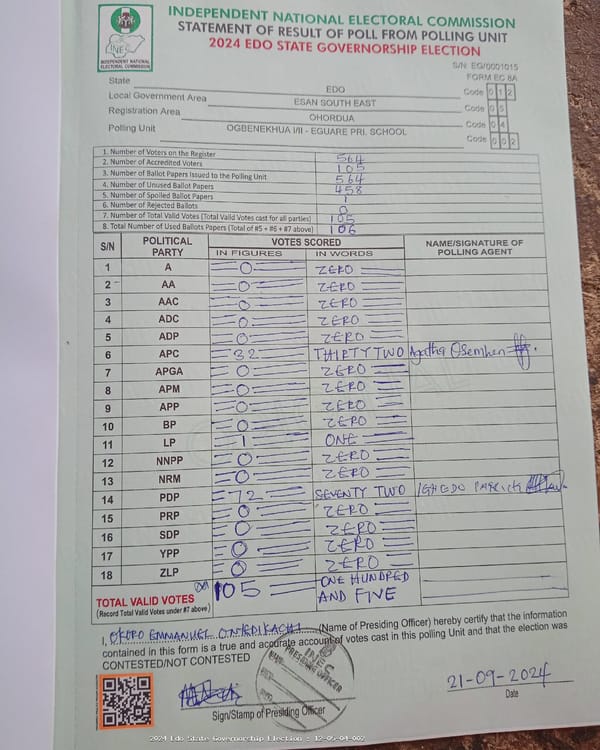 INDEPENDENT NATIONAL ELECTORAL COMMISSION
STATEMENT OF RESULT OF POLL FROM POLLING UNIT
2024 EDO STATE GOVERNORSHIP ELECTION
INEC
INDEPENDENT NATIONAL ELECTORAL COMMISSION
S/N: EG/0001015
FORM EC 8A
State EDO Code 0 1 2
Local Government Area ESAN SOUTH EAST Code 0 5
Registration Area OHORDUA Code 0 4
Polling Unit OGBENEKHUA I/II - EGUARE PRI. SCHOOL Code 0 0 2
1. Number of Voters on the Register 564
2. Number of Accredited Voters 105
3. Number of Ballot Papers Issued to the Polling Unit 564
4. Number of Unused Ballot Papers 458
5. Number of Spoiled Ballot Papers 1
6. Number of Rejected Ballots 0
7. Number of Total Valid Votes (Total Valid Votes cast for all parties) 105
8. Total Number of Used Ballots Papers (Total of #5 + #6 + #7 above) 106
S/N POLITICAL PARTY VOTES SCORED NAME/SIGNATURE OF POLLING AGENT
IN FIGURES IN WORDS
1 A 0 ZERO
2 AA 0 ZERO
3 AAC 0 ZERO
4 ADC 0 ZERO
5 ADP 0 ZERO
6 APC 32 THIRTY TWO Agatha Osemhen
7 APGA 0 ZERO
8 APM 0 ZERO
9 APP 0 ZERO
10 BP 0 ZERO
11 LP 1 ONE
12 NNPP 0 ZERO
13 NRM 0 ZERO
14 PDP 72 SEVENTY TWO
15 PRP 0 ZERO
16 SDP 0 ZERO
17 YPP 0 ZERO
18 ZLP 0 ZERO
TOTAL VALID VOTES 105 ONE HUNDRED AND FIVE
(Record Total Valid Votes under #7 above)
I, OKORO EMMANUEL ONYEDIKACHI (Name of Presiding Officer) hereby certify that the information
contained in this form is a true and accurate account of votes cast in this polling Unit and that the election was
CONTESTED/NOT CONTESTED
INEC
PRESIDING OFFICER
21-09-2024
Sign/Stamp of Presiding Officer Date
2024 Edo State Governorship Election : 12-05-04-002